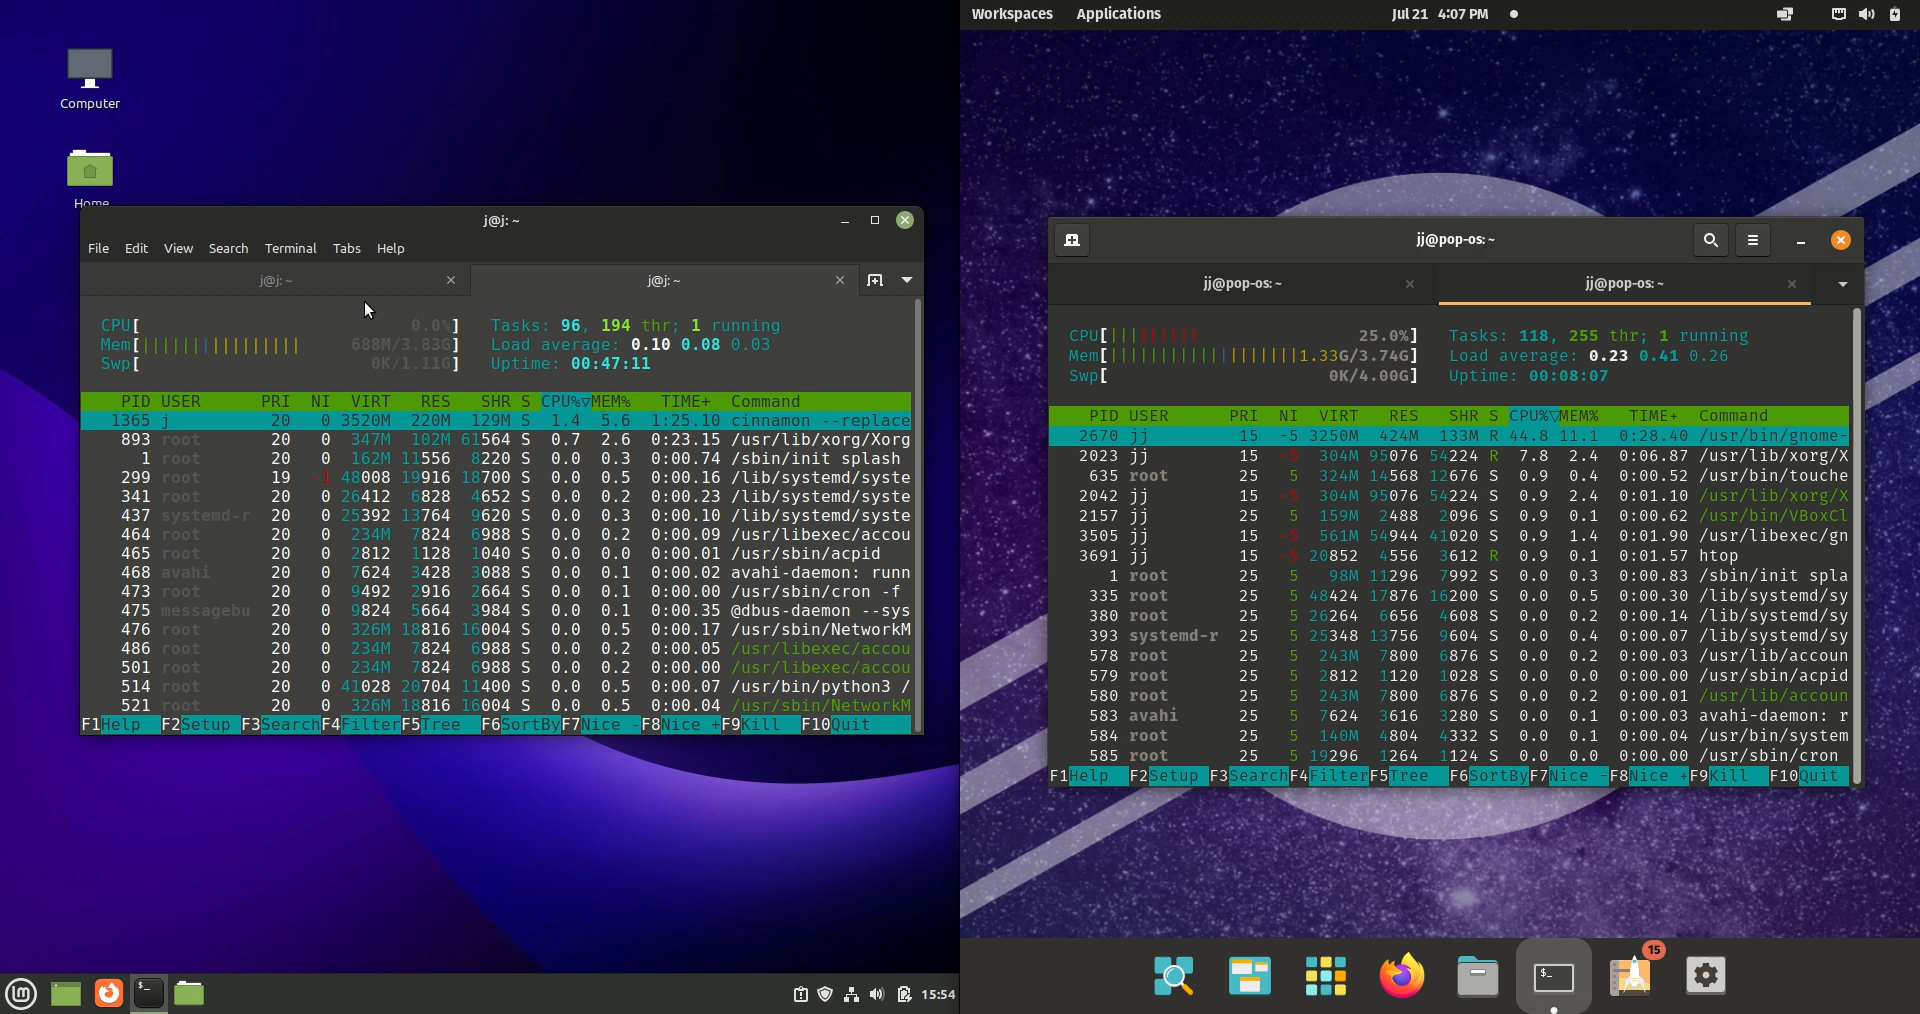 Computer
Home
j@j: ~
File Edit View Search Terminal Tabs Help
j@j: ~ j@j: ~
CPU[ 0.0%] Tasks: 96, 194 thr; 1 running
Mem[|||||||||||||||| 688M/3.83G] Load average: 0.10 0.08 0.03
Swp[ 0K/1.11G] Uptime: 00:47:11
PID USER PRI NI VIRT RES SHR S CPU%▽MEM% TIME+ Command
1365 j 20 0 3520M 220M 129M S 1.4 5.6 1:25.10 cinnamon --replace
893 root 20 0 347M 102M 61564 S 0.7 2.6 0:23.15 /usr/lib/xorg/Xorg
1 root 20 0 162M 11556 8220 S 0.0 0.3 0:00.74 /sbin/init splash
299 root 19 -1 48008 19916 18700 S 0.0 0.5 0:00.16 /lib/systemd/syste
341 root 20 0 26412 6828 4652 S 0.0 0.2 0:00.23 /lib/systemd/syste
437 systemd-r 20 0 25392 13764 9620 S 0.0 0.3 0:00.10 /lib/systemd/syste
464 root 20 0 234M 7824 6988 S 0.0 0.2 0:00.09 /usr/libexec/accou
465 root 20 0 2812 1128 1040 S 0.0 0.0 0:00.01 /usr/sbin/acpid
468 avahi 20 0 7624 3428 3088 S 0.0 0.1 0:00.02 avahi-daemon: runn
473 root 20 0 9492 2916 2664 S 0.0 0.1 0:00.00 /usr/sbin/cron -f
475 messagebu 20 0 9824 5664 3984 S 0.0 0.1 0:00.35 @dbus-daemon --sys
476 root 20 0 326M 18816 16004 S 0.0 0.5 0:00.17 /usr/sbin/NetworkM
486 root 20 0 234M 7824 6988 S 0.0 0.2 0:00.05 /usr/libexec/accou
501 root 20 0 234M 7824 6988 S 0.0 0.2 0:00.00 /usr/libexec/accou
514 root 20 0 41028 20704 11400 S 0.0 0.5 0:00.07 /usr/bin/python3 /
521 root 20 0 326M 18816 16004 S 0.0 0.5 0:00.04 /usr/sbin/NetworkM
F1Help F2Setup F3SearchF4FilterF5Tree F6SortByF7Nice -F8Nice +F9Kill F10Quit
15:54
Workspaces Applications Jul 21 4:07 PM
jj@pop-os: ~
jj@pop-os: ~ jj@pop-os: ~
CPU[||||||||| 25.0%] Tasks: 118, 255 thr; 1 running
Mem[|||||||||||||||||||1.33G/3.74G] Load average: 0.23 0.41 0.26
Swp[ 0K/4.00G] Uptime: 00:08:07
PID USER PRI NI VIRT RES SHR S CPU%▽MEM% TIME+ Command
2670 jj 15 -5 3250M 424M 133M R 44.8 11.1 0:28.40 /usr/bin/gnome-
2023 jj 15 -5 304M 95076 54224 R 7.8 2.4 0:06.87 /usr/lib/xorg/X
635 root 25 5 324M 14568 12676 S 0.9 0.4 0:00.52 /usr/bin/touche
2042 jj 15 -5 304M 95076 54224 S 0.9 2.4 0:01.10 /usr/lib/xorg/X
2157 jj 25 5 159M 2488 2096 S 0.9 0.1 0:00.62 /usr/bin/VBoxCl
3505 jj 15 -5 561M 54944 41020 S 0.9 1.4 0:01.90 /usr/libexec/gn
3691 jj 15 -5 20852 4556 3612 R 0.9 0.1 0:01.57 htop
1 root 25 5 98M 11296 7992 S 0.0 0.3 0:00.83 /sbin/init spla
335 root 25 5 48424 17876 16200 S 0.0 0.5 0:00.30 /lib/systemd/sy
380 root 25 5 26264 6656 4608 S 0.0 0.2 0:00.14 /lib/systemd/sy
393 systemd-r 25 5 25348 13756 9604 S 0.0 0.4 0:00.07 /lib/systemd/sy
578 root 25 5 243M 7800 6876 S 0.0 0.2 0:00.03 /usr/lib/accoun
579 root 25 5 2812 1120 1028 S 0.0 0.0 0:00.00 /usr/sbin/acpid
580 root 25 5 243M 7800 6876 S 0.0 0.2 0:00.01 /usr/lib/accoun
583 avahi 25 5 7624 3616 3280 S 0.0 0.1 0:00.03 avahi-daemon: r
584 root 25 5 140M 4804 4332 S 0.0 0.1 0:00.04 /usr/bin/system
585 root 25 5 19296 1264 1124 S 0.0 0.0 0:00.00 /usr/sbin/cron
F1Help F2Setup F3SearchF4FilterF5Tree F6SortByF7Nice -F8Nice +F9Kill F10Quit
15